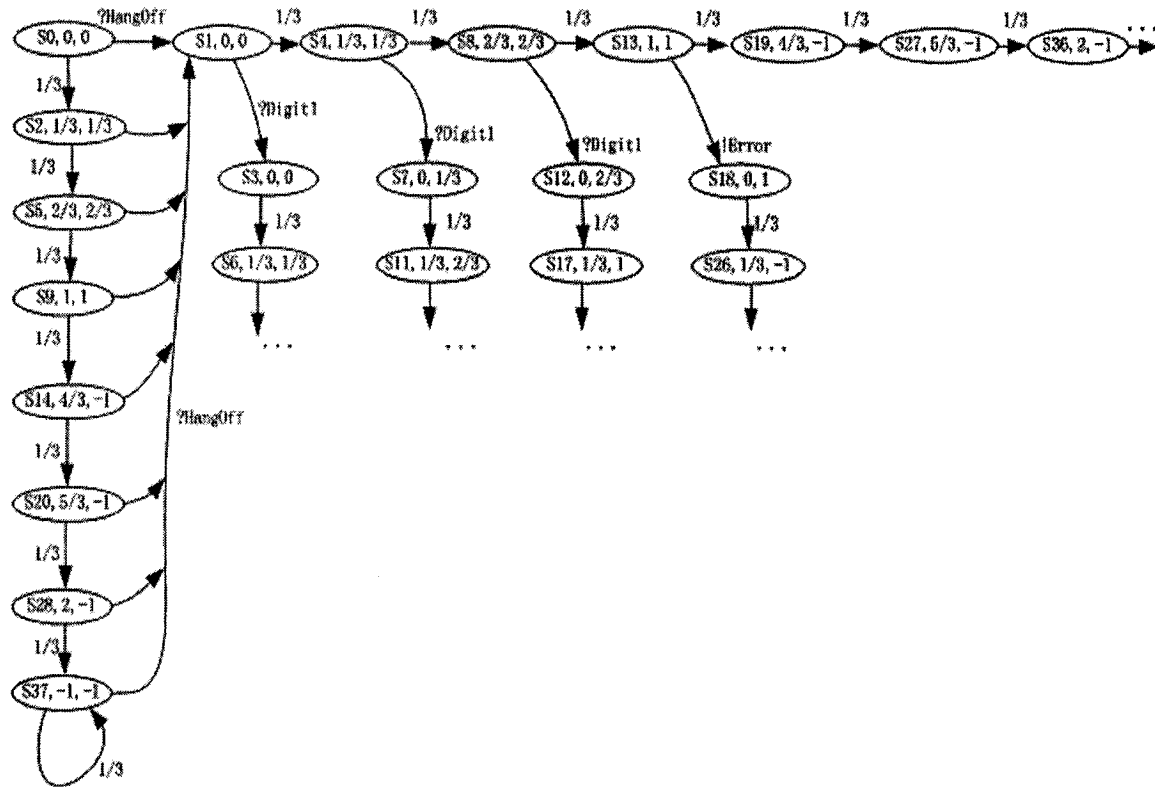 ?HangOff
1/3
1/3
1/3
1/3
1/3
1/3
...
S0, 0, 0
S1, 0, 0
S4, 1/3, 1/3
S8, 2/3, 2/3
S13, 1, 1
S19, 4/3, -1
S27, 5/3, -1
S36, 2, -1
1/3
?Digit1
?Digit1
?Digit1
!Error
S2, 1/3, 1/3
1/3
S3, 0, 0
S7, 0, 1/3
S12, 0, 2/3
S18, 0, 1
S5, 2/3, 2/3
1/3
1/3
1/3
1/3
1/3
S6, 1/3, 1/3
S11, 1/3, 2/3
S17, 1/3, 1
S26, 1/3, -1
S9, 1, 1
1/3
...
...
...
...
S14, 4/3, -1
?HangOff
1/3
S20, 5/3, -1
1/3
S28, 2, -1
1/3
S37, -1, -1
1/3